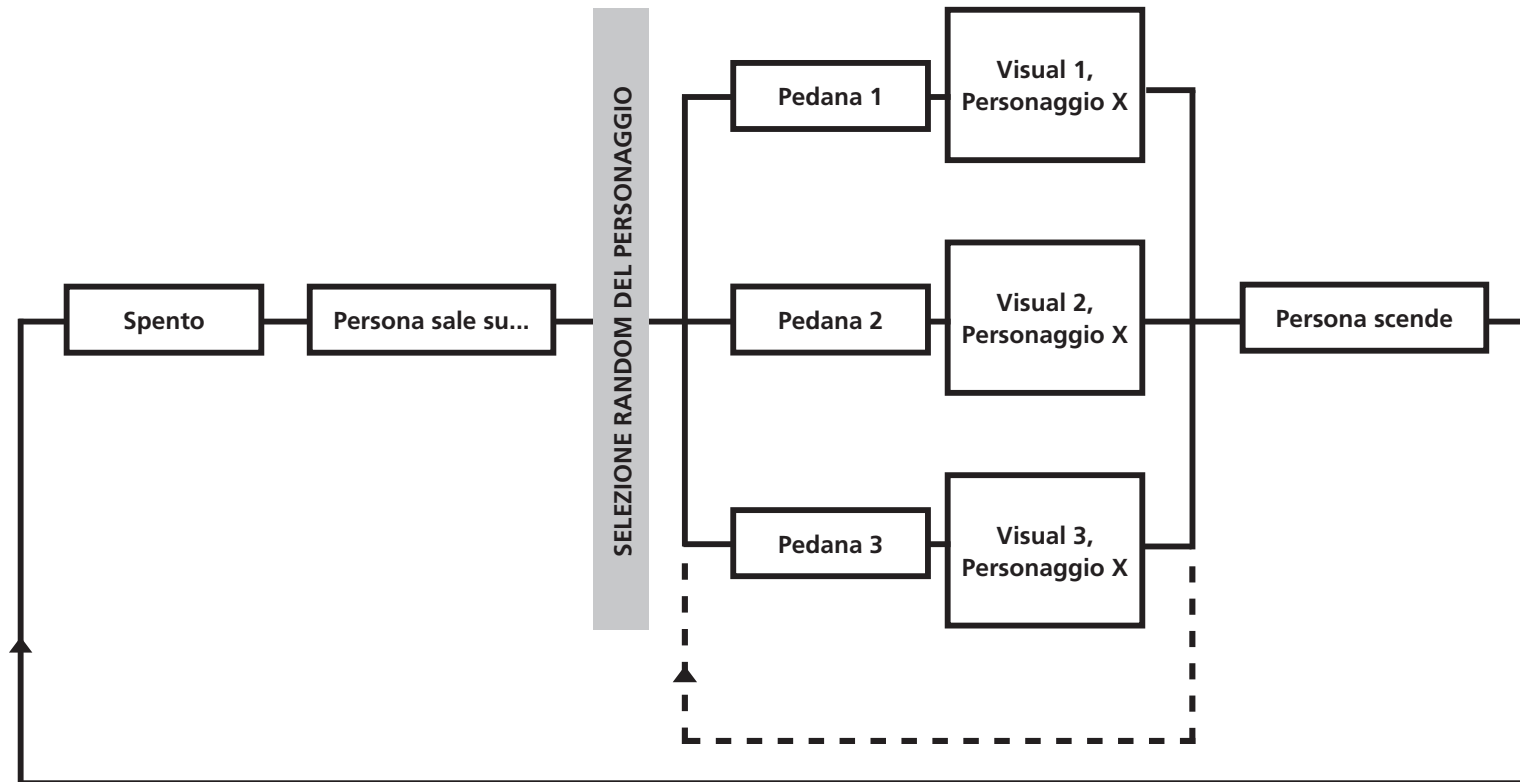 Spento
Persona sale su...
SELEZIONE RANDOM DEL PERSONAGGIO
Pedana 1
Visual 1,
Personaggio X
Pedana 2
Visual 2,
Personaggio X
Pedana 3
Visual 3,
Personaggio X
Persona scende